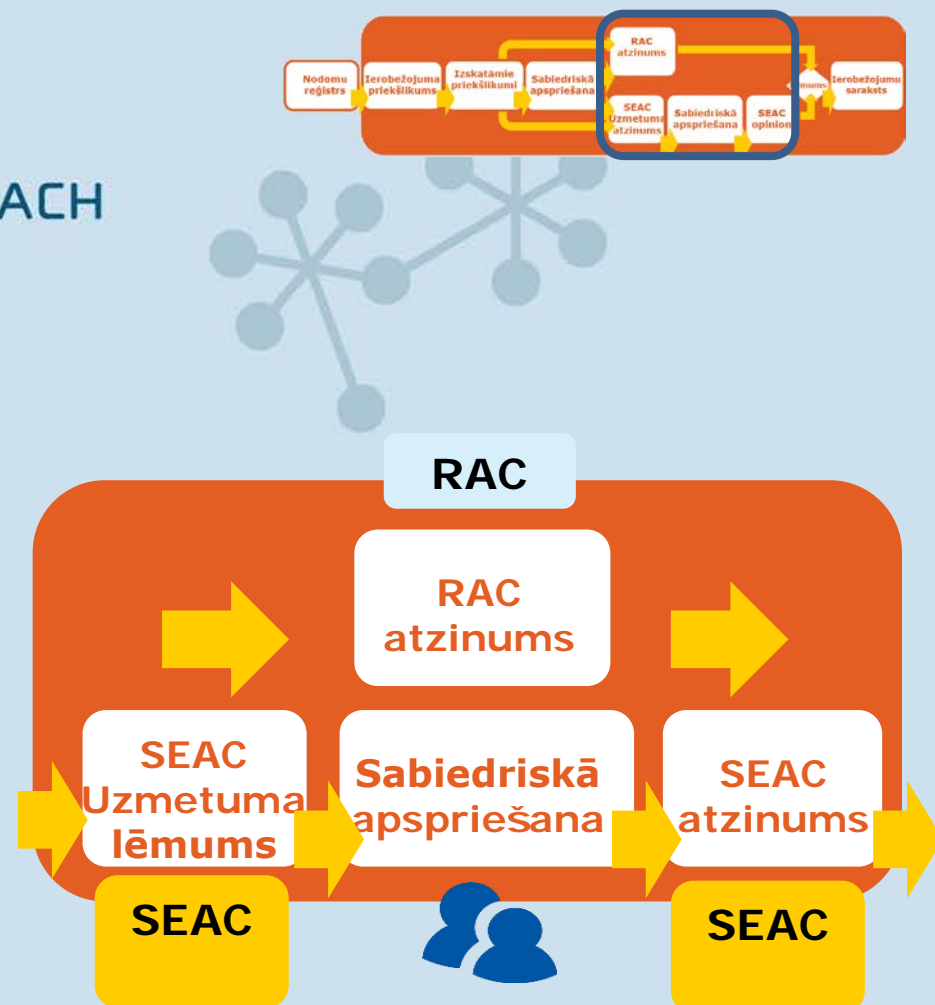 RAC
atzinums
Nodomu
reģistrs
Ierobežojuma
priekšlikums
Izskatāmie
priekšlikumi
Sabiedriskā
apspriešana
SEAC
Uzmetuma
atzinums
Sabiedriskā
apspriešana
SEAC
opinion
Ierobežojumu
saraksts
ACH
RAC
RAC
atzinums
SEAC
Uzmetuma
lēmums
Sabiedriskā
apspriešana
SEAC
atzinums
SEAC
SEAC